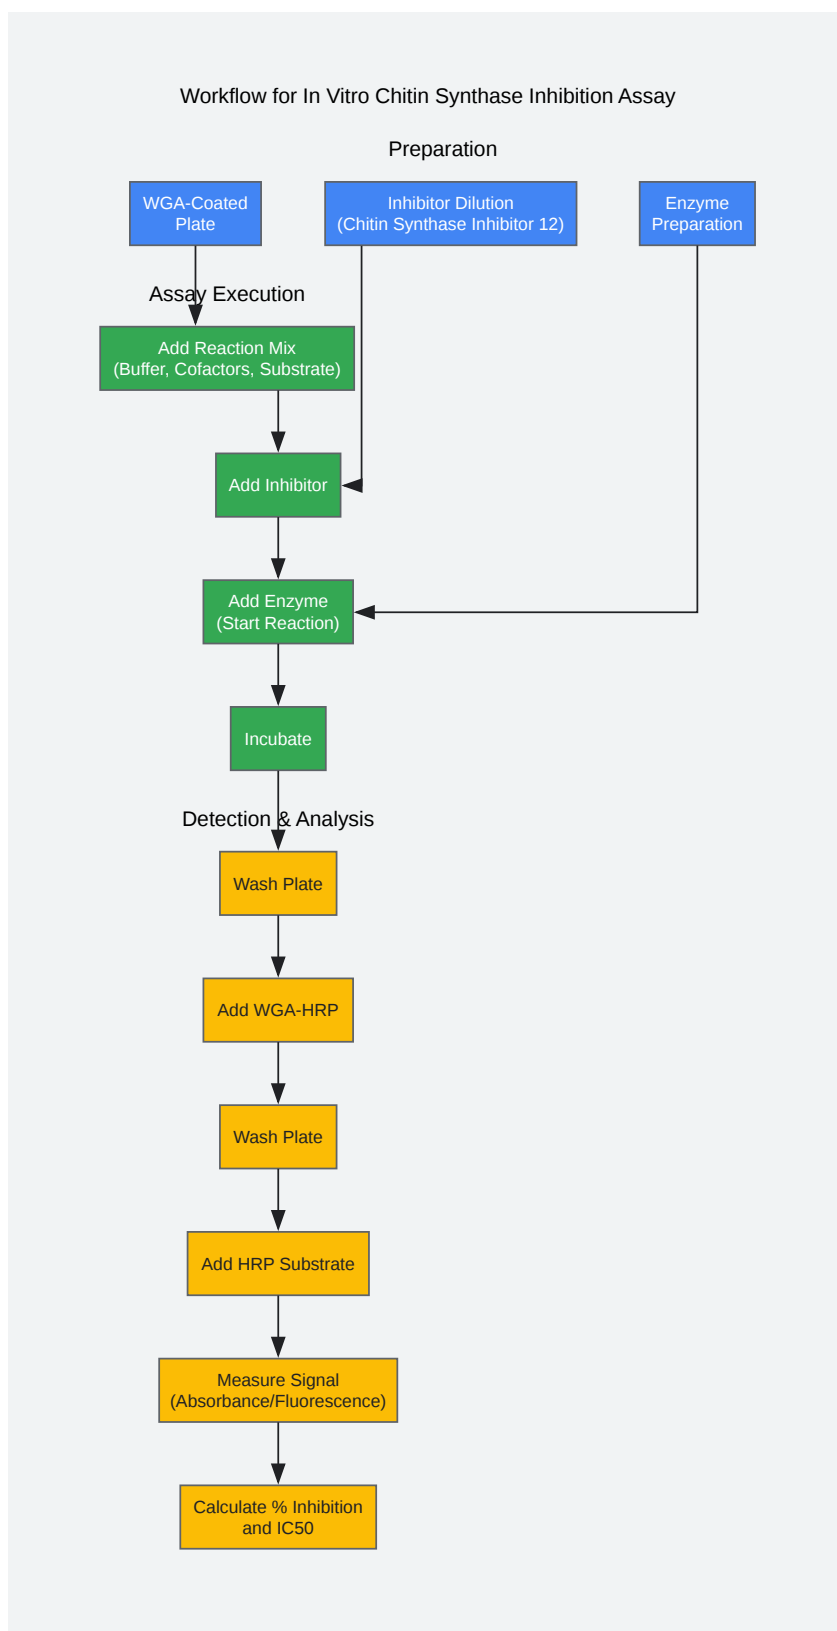 Workflow for In Vitro Chitin Synthase Inhibition Assay
Preparation
WGA-Coated
Plate
Inhibitor Dilution
(Chitin Synthase Inhibitor 12)
Enzyme
Preparation
Assay Execution
Add Reaction Mix
(Buffer, Cofactors, Substrate)
Add Inhibitor
Add Enzyme
(Start Reaction)
Incubate
Detection & Analysis
Wash Plate
Add WGA-HRP
Wash Plate
Add HRP Substrate
Measure Signal
(Absorbance/Fluorescence)
Calculate % Inhibition
and IC50